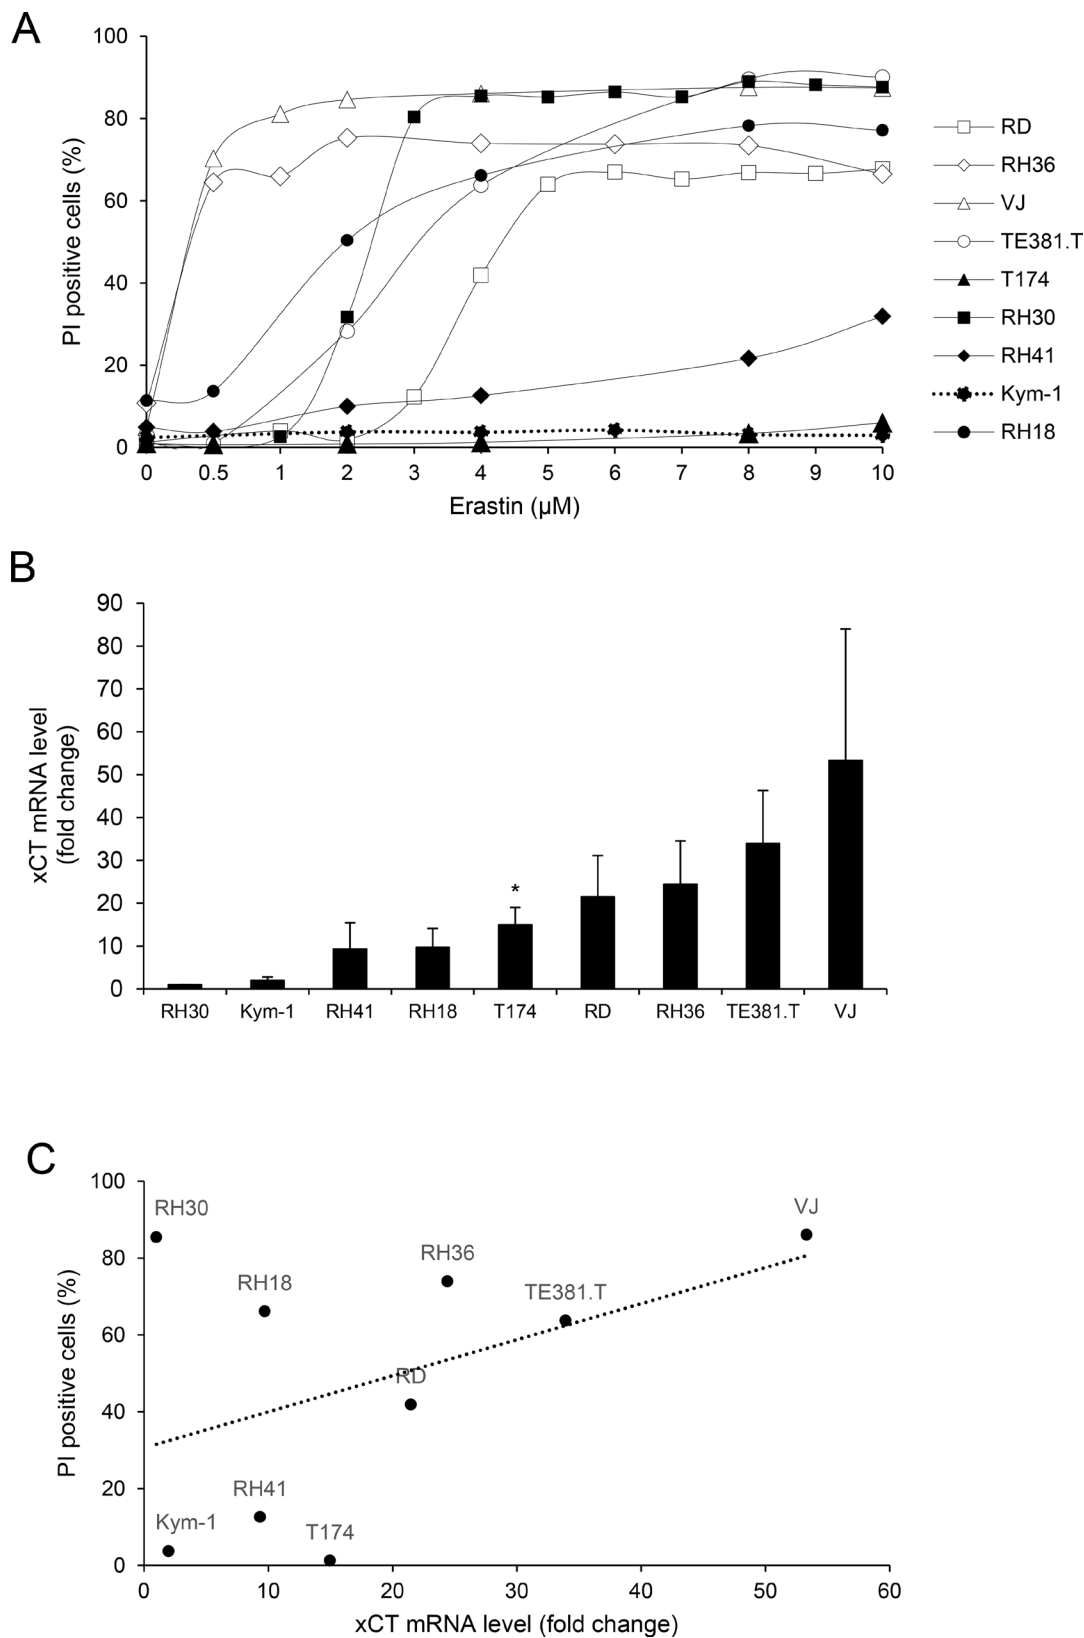 A
100
80
60
40
20
0
PI positive cells (%)
0 0.5 1 2 3 4 5 6 7 8 9 10
Erastin (µM)
RD
RH36
VJ
TE381.T
T174
RH30
RH41
Kym-1
RH18
B
90
80
70
60
50
40
30
20
10
0
xCT mRNA level
(fold change)
*
RH30 Kym-1 RH41 RH18 T174 RD RH36 TE381.T VJ
C
100
80
60
40
20
0
PI positive cells (%)
RH30
VJ
RH36
RH18
TE381.T
RD
RH41
Kym-1
T174
0 10 20 30 40 50 60
xCT mRNA level (fold change)